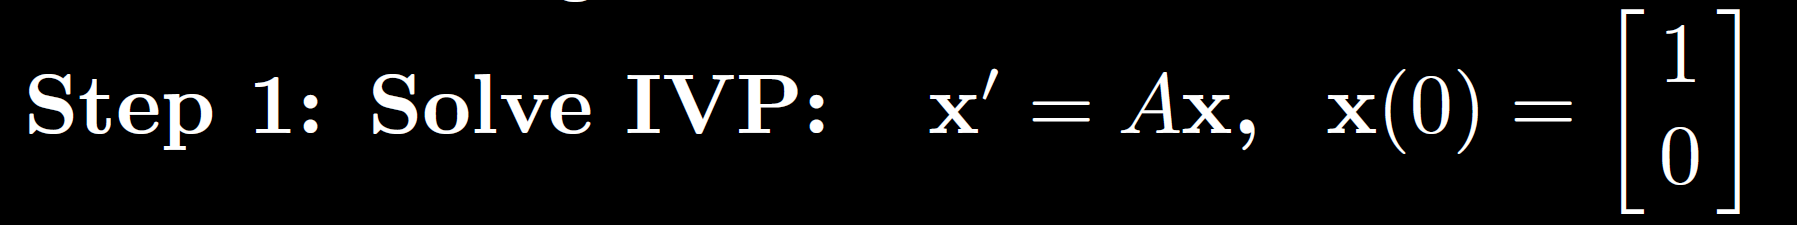 Step 1: Solve IVP: x′ = Ax, x(0) = [1 0]